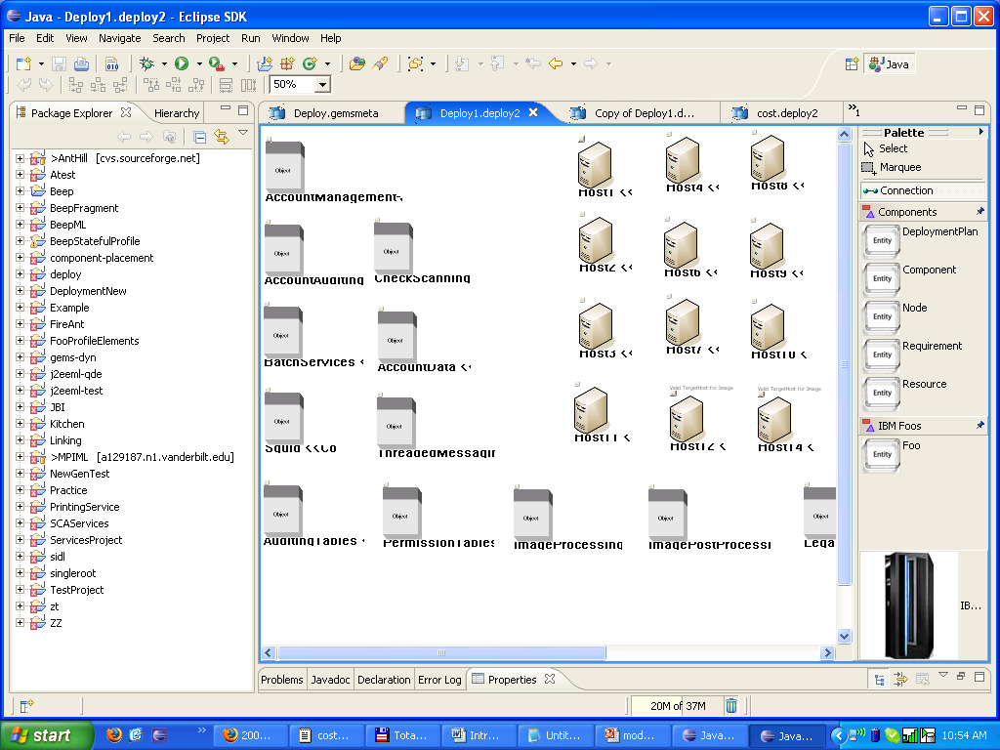 Java - Deploy1.deploy2 - Eclipse SDK
File Edit View Navigate Search Project Run Window Help
50%
Java
Package Explorer
Hierarchy
Deploy.gemsmeta
Deploy1.deploy2
Copy of Deploy1.d...
cost.deploy2
»1
>AntHill [cvs.sourceforge.net]
Atest
Beep
BeepFragment
BeepML
BeepStatefulProfile
component-placement
deploy
DeploymentNew
Example
FireAnt
FooProfileElements
gems-dyn
j2eeml-qde
j2eeml-test
JBI
Kitchen
Linking
>MPIML [a129187.n1.vanderbilt.edu]
NewGenTest
Practice
PrintingService
SCAServices
ServicesProject
sidl
singleroot
TestProject
zt
ZZ
Object
AccountManagement
Host1 <<
Host4 <<
Host8 <<
Object
AccountAuditing
Object
CheckScanning
Host2 <<
Host6 <<
Host9 <<
Object
BatchServices <
Object
AccountData <<
Host3 <<
Host7 <<
Host10 <<
Object
Squid <<Co
Object
ThreadedMessagin
Host11 <
Valid TargetHost for Image
Host12 <
Valid TargetHost for Image
Host14 <
Object
AuditingTables <
Object
PermissionTables
Object
ImageProcessing
Object
ImagePostProcessi
Object
Lega
Palette
Select
Marquee
Connection
Components
Entity DeploymentPlan
Entity Component
Entity Node
Entity Requirement
Entity Resource
IBM Foos
Entity Foo
IB...
Problems Javadoc Declaration Error Log Properties
20M of 37M
start
»
200...
cost...
Tota...
Intr...
Untit...
mod...
Java...
Java...
10:54 AM